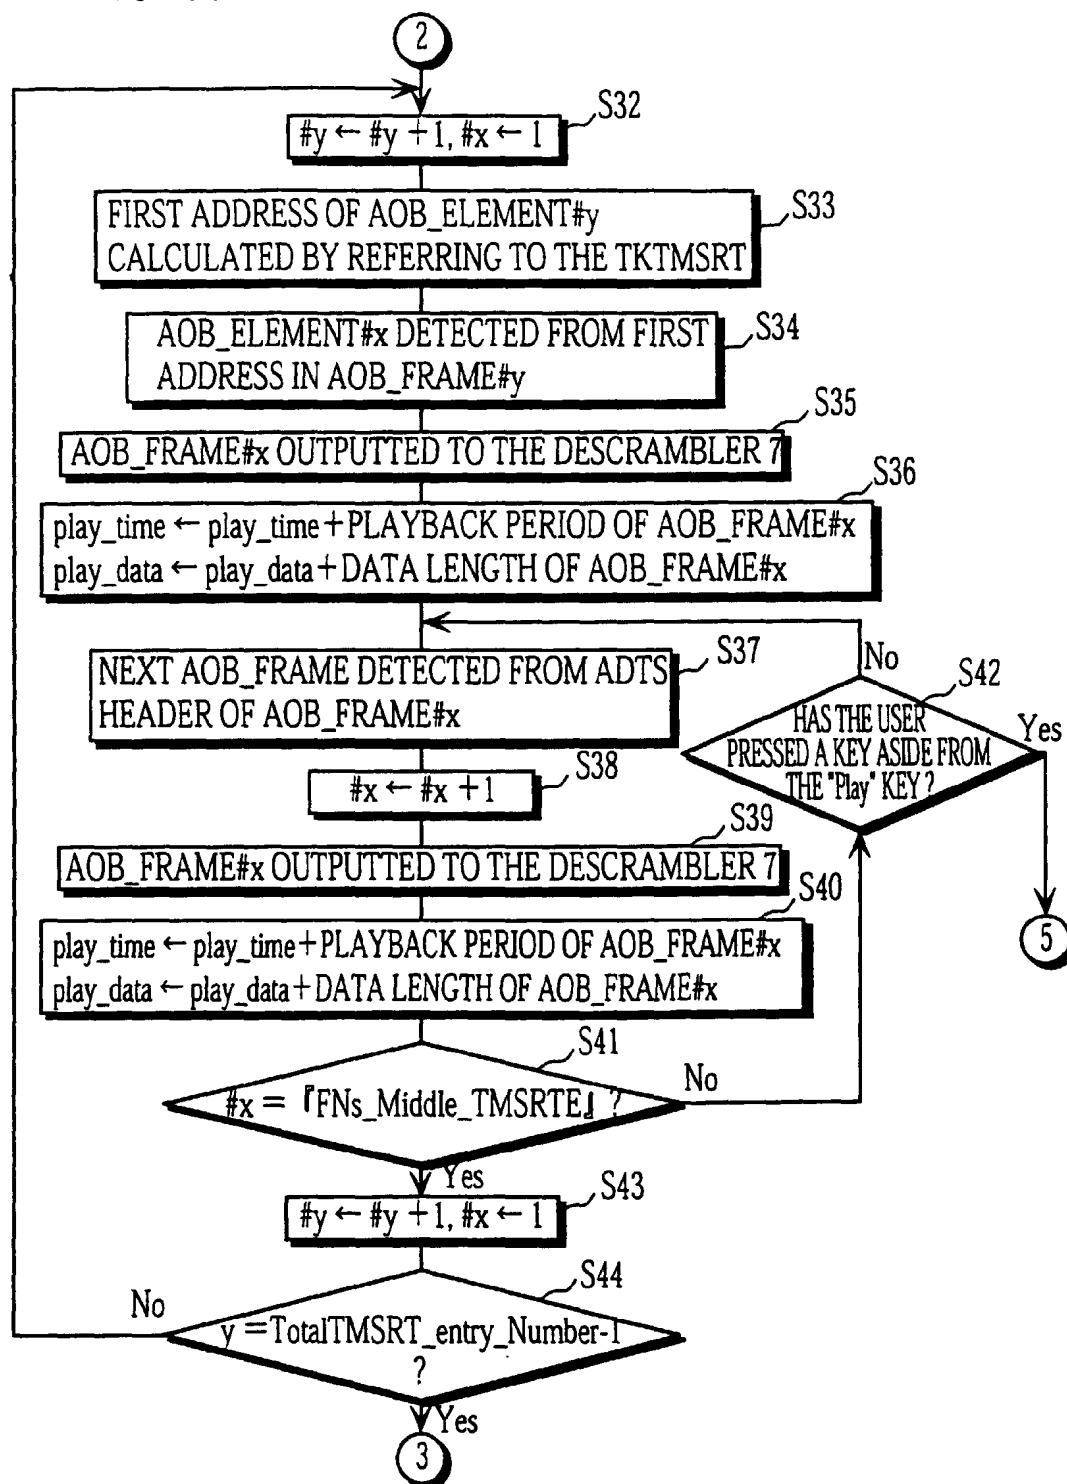 2
S32
#y ← #y + 1, #x ← 1
S33
FIRST ADDRESS OF AOB_ELEMENT#y
CALCULATED BY REFERRING TO THE TKTMSRT
S34
AOB_ELEMENT#x DETECTED FROM FIRST
ADDRESS IN AOB_FRAME#y
S35
AOB_FRAME#x OUTPUTTED TO THE DESCRAMBLER 7
S36
play_time ← play_time+PLAYBACK PERIOD OF AOB_FRAME#x
play_data ← play_data+DATA LENGTH OF AOB_FRAME#x
S37
NEXT AOB_FRAME DETECTED FROM ADTS
HEADER OF AOB_FRAME#x
No
S42
HAS THE USER
PRESSED A KEY ASIDE FROM
THE "Play" KEY ?
Yes
S38
#x ← #x + 1
S39
AOB_FRAME#x OUTPUTTED TO THE DESCRAMBLER 7
S40
play_time ← play_time+PLAYBACK PERIOD OF AOB_FRAME#x
play_data ← play_data+DATA LENGTH OF AOB_FRAME#x
5
S41
#x = 『FNs_Middle_TMSRTE』 ?
No
Yes
S43
#y ← #y + 1, #x ← 1
S44
No
y =TotalTMSRT_entry_Number-1
?
Yes
3